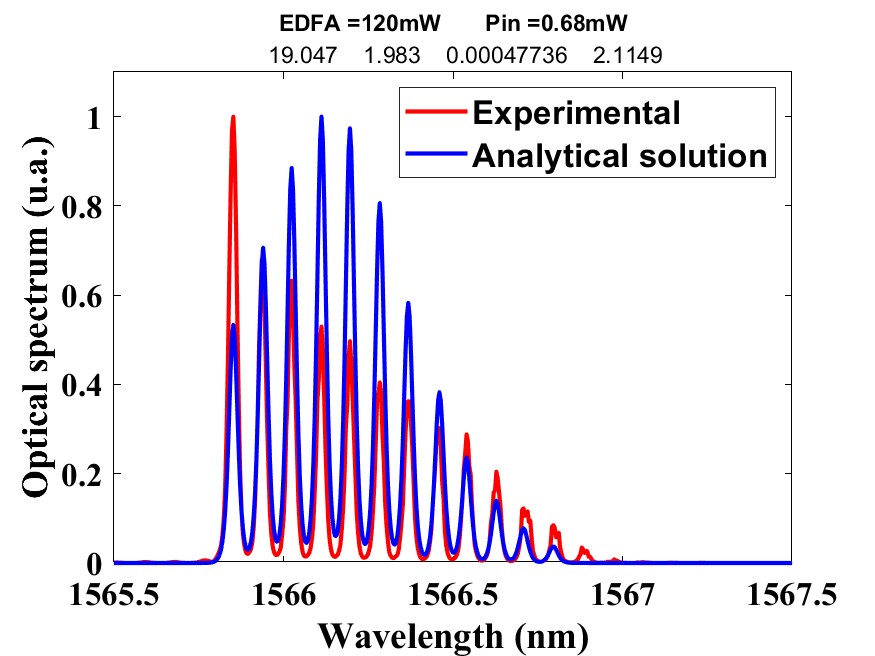 EDFA =120mW Pin =0.68mW
19.047 1.983 0.00047736 2.1149
Experimental
Analytical solution
Optical spectrum (u.a.)
1
0.8
0.6
0.4
0.2
0
1565.5 1566 1566.5 1567 1567.5
Wavelength (nm)